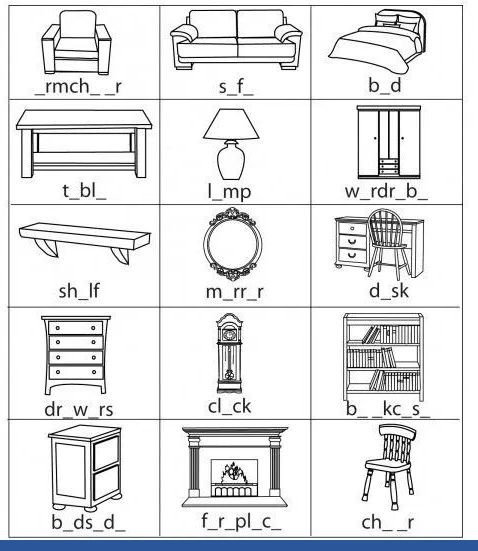 _rmch_ _r
s_f_
b_d
t_bl_
l_mp
w_rdr_b_
sh_lf
m_rr_r
d_sk
dr_w_rs
cl_ck
b_ _kc_s_
b_ds_d_
f_r_pl_c_
ch_ _r